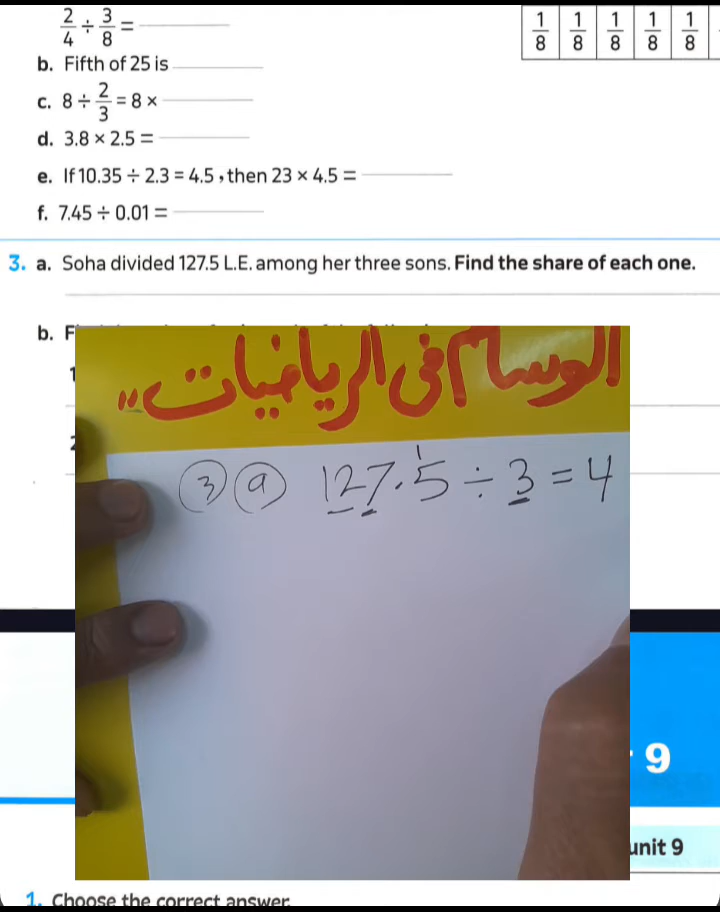 2/4 ÷ 3/8 =
1/8 1/8 1/8 1/8 1/8
b. Fifth of 25 is
c. 8 ÷ 2/3 = 8 ×
d. 3.8 × 2.5 =
e. If 10.35 ÷ 2.3 = 4.5 , then 23 × 4.5 =
f. 7.45 ÷ 0.01 =
3. a. Soha divided 127.5 L.E. among her three sons. Find the share of each one.
b.
الوسام فى الرياضيات
3 a 127.5 ÷ 3 = 4
9
unit 9
1. Choose the correct answer.